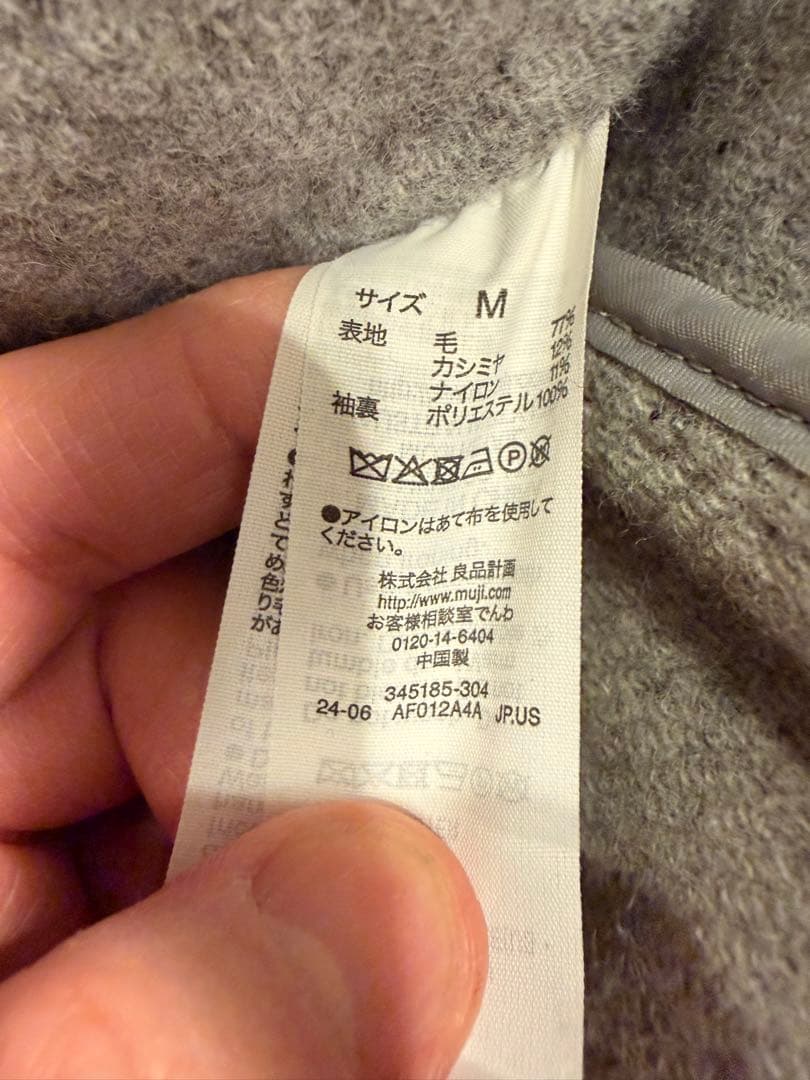 サイズ M
表地 毛 77%
カシミヤ 12%
ナイロン 11%
袖裏 ポリエステル100%
P
●アイロンはあて布を使用して
ください。
株式会社 良品計画
http://www.muji.com
お客様相談室でんわ
0120-14-6404
中国製
345185-304
24-06 AF012A4A JP.US